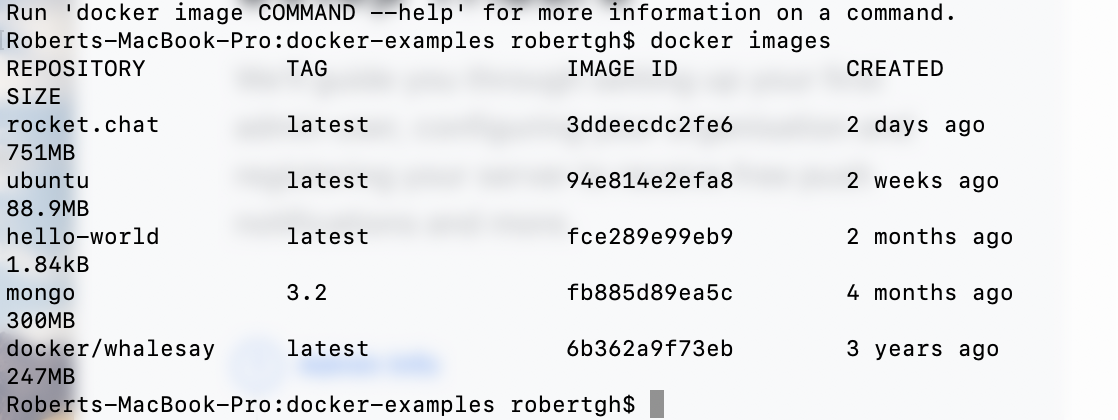 Run 'docker image COMMAND --help' for more information on a command.
Roberts-MacBook-Pro:docker-examples robertgh$ docker images
REPOSITORY TAG IMAGE ID CREATED
SIZE
rocket.chat latest 3ddeecdc2fe6 2 days ago
751MB
ubuntu latest 94e814e2efa8 2 weeks ago
88.9MB
hello-world latest fce289e99eb9 2 months ago
1.84kB
mongo 3.2 fb885d89ea5c 4 months ago
300MB
docker/whalesay latest 6b362a9f73eb 3 years ago
247MB
Roberts-MacBook-Pro:docker-examples robertgh$